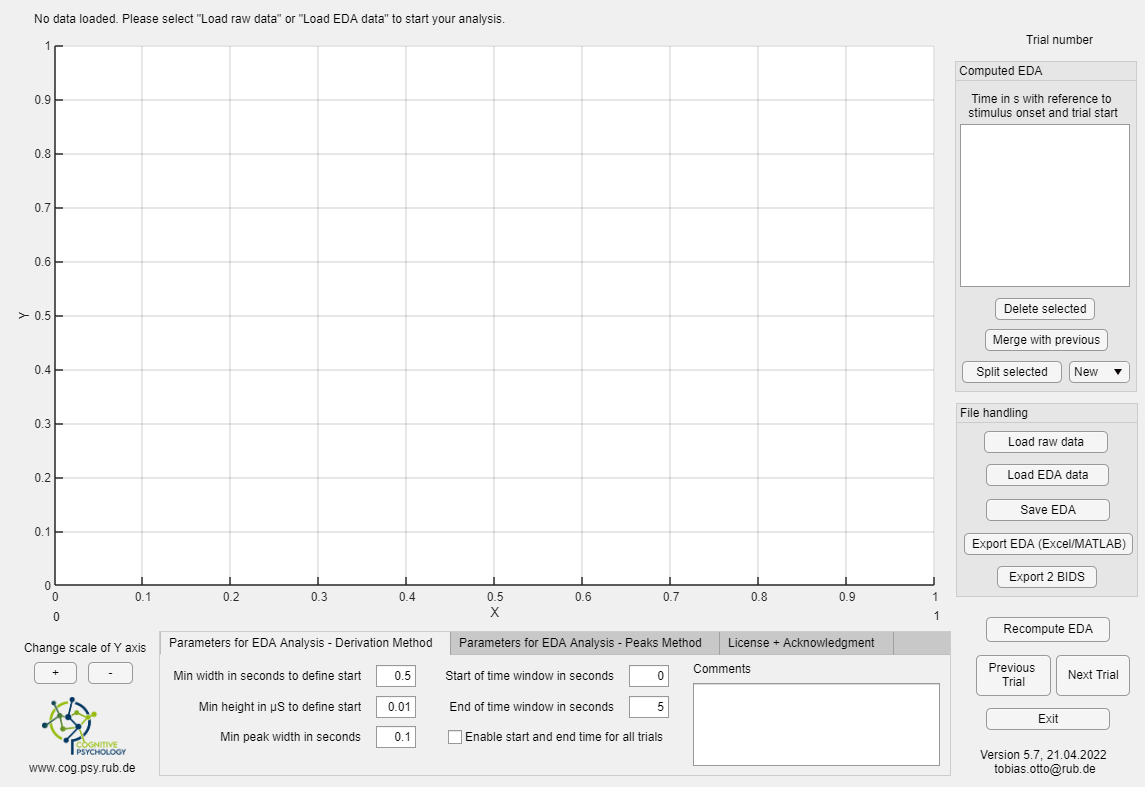 No data loaded. Please select "Load raw data" or "Load EDA data" to start your analysis.
Trial number
1
0.9
0.8
0.7
0.6
0.5
0.4
0.3
0.2
0.1
0
Y
0 0.1 0.2 0.3 0.4 0.5 0.6 0.7 0.8 0.9 1
0 1
X
Computed EDA
Time in s with reference to
stimulus onset and trial start
Delete selected
Merge with previous
Split selected New
File handling
Load raw data
Load EDA data
Save EDA
Export EDA (Excel/MATLAB)
Export 2 BIDS
Recompute EDA
Previous
Trial
Next Trial
Exit
Version 5.7, 21.04.2022
tobias.otto@rub.de
Change scale of Y axis
+ -
COGNITIVE
PSYCHOLOGY
www.cog.psy.rub.de
Parameters for EDA Analysis - Derivation Method Parameters for EDA Analysis - Peaks Method License + Acknowledgment
Min width in seconds to define start 0.5
Min height in µS to define start 0.01
Min peak width in seconds 0.1
Start of time window in seconds 0
End of time window in seconds 5
Enable start and end time for all trials
Comments